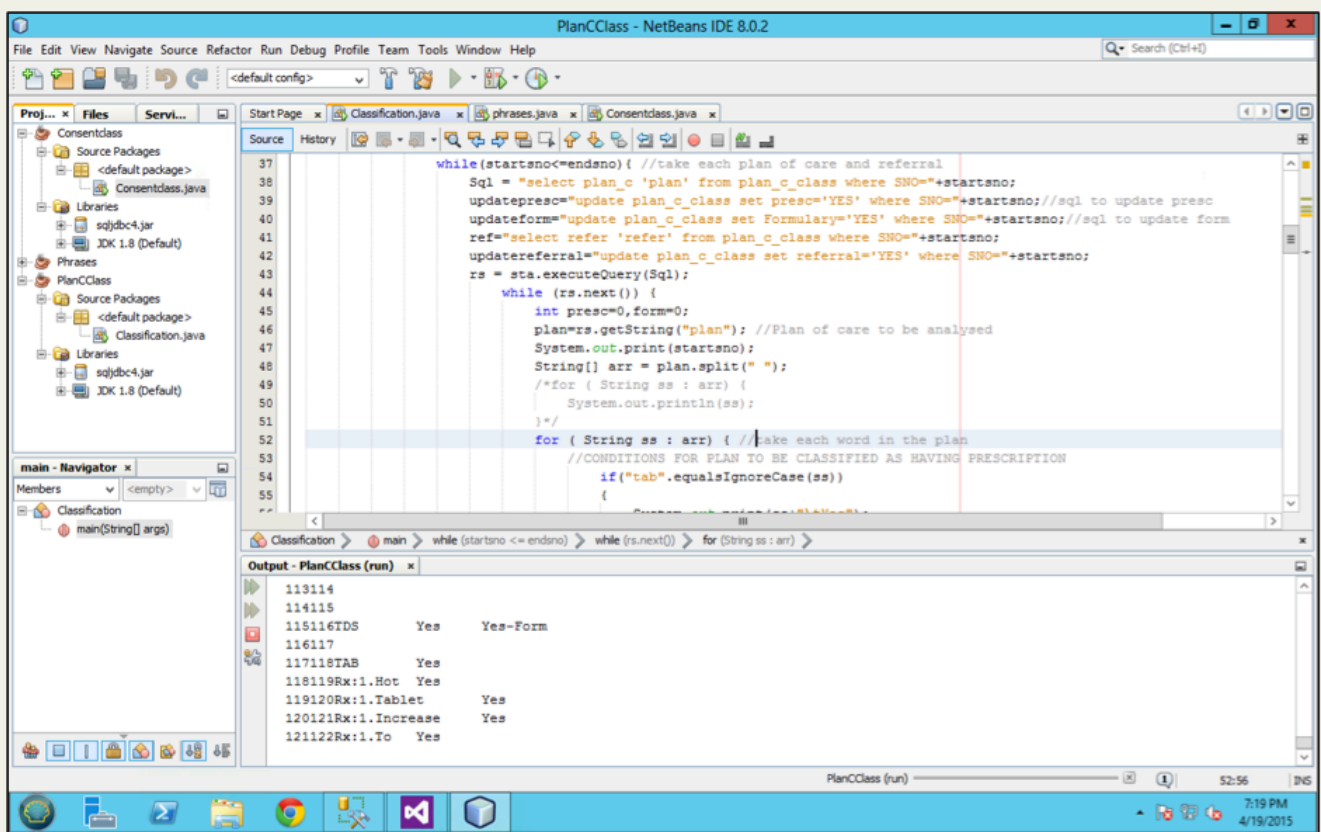 PlanCClass - NetBeans IDE 8.0.2
File Edit View Navigate Source Refactor Run Debug Profile Team Tools Window Help
Search (Ctrl+I)
<default config>
Proj... x Files Servi...
Consentclass
Source Packages
<default package>
Consentclass.java
Libraries
sqljdbc4.jar
JDK 1.8 (Default)
Phrases
PlanCClass
Source Packages
<default package>
Classification.java
Libraries
sqljdbc4.jar
JDK 1.8 (Default)
main - Navigator x
Members <empty>
Classification
main(String[] args)
Start Page x Classification.java x phrases.java x Consentclass.java x
Source History
37 while(startsno<=endsno){ //take each plan of care and referral
38 Sql = "select plan_c 'plan' from plan_c_class where SNO="+startsno;
39 updatepresc="update plan_c_class set presc='YES' where SNO="+startsno;//sql to update presc
40 updateform="update plan_c_class set Formulary='YES' where SNO="+startsno;//sql to update form
41 ref="select refer 'refer' from plan_c_class where SNO="+startsno;
42 updatereferral="update plan_c_class set referral='YES' where SNO="+startsno;
43 rs = sta.executeQuery(Sql);
44 while (rs.next()) {
45 int presc=0,form=0;
46 plan=rs.getString("plan"); //Plan of care to be analysed
47 System.out.print(startsno);
48 String[] arr = plan.split(" ");
49 /*for ( String ss : arr) {
50 System.out.println(ss);
51 }*/
52 for ( String ss : arr) { //take each word in the plan
53 //CONDITIONS FOR PLAN TO BE CLASSIFIED AS HAVING PRESCRIPTION
54 if("tab".equalsIgnoreCase(ss))
55 {
Classification main while (startsno <= endsno) while (rs.next()) for (String ss : arr)
Output - PlanCClass (run) x
113114
114115
115116TDS Yes Yes-Form
116117
117118TAB Yes
118119Rx:1.Hot Yes
119120Rx:1.Tablet Yes
120121Rx:1.Increase Yes
121122Rx:1.To Yes
PlanCClass (run) 1 52:56 INS
7:19 PM
4/19/2015